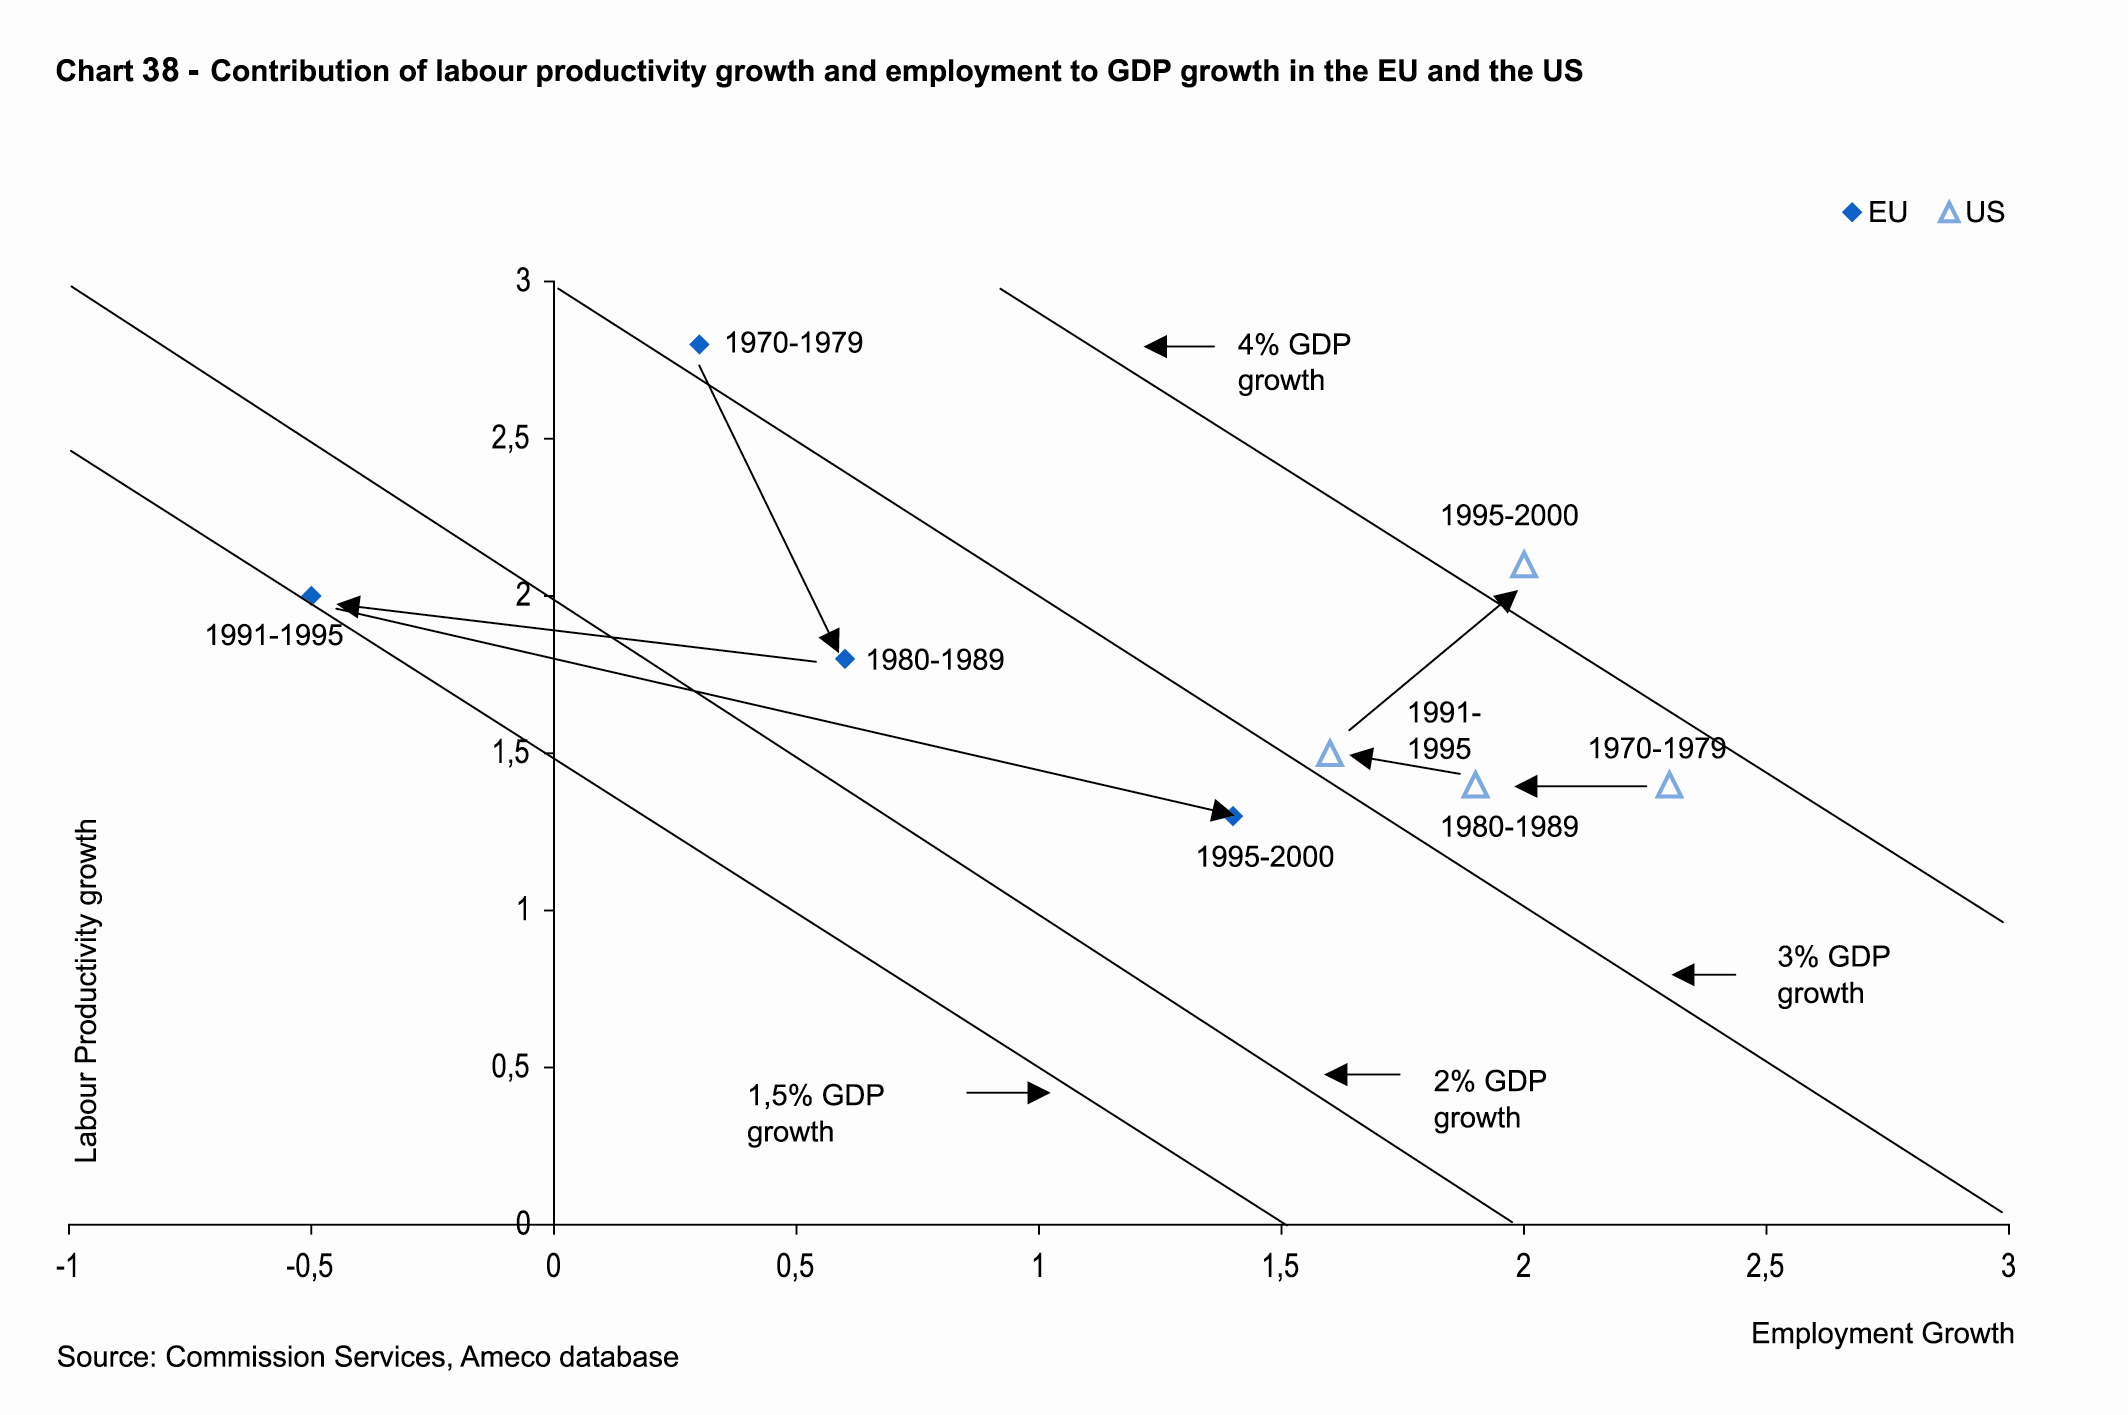 Chart 38 - Contribution of labour productivity growth and employment to GDP growth in the EU and the US
EU
US
3
2,5
2
1,5
1
0,5
0
-1
-0,5
0
0,5
1
1,5
2
2,5
3
Labour Productivity growth
Employment Growth
1970-1979
1980-1989
1991-1995
1995-2000
4% GDP
growth
1995-2000
1991-
1995
1970-1979
1980-1989
3% GDP
growth
2% GDP
growth
1,5% GDP
growth
Source: Commission Services, Ameco database